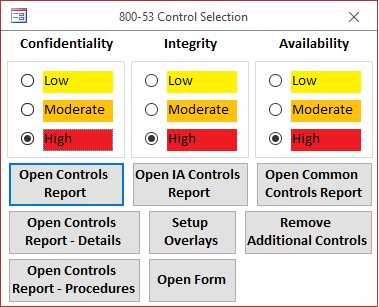 800-53 Control Selection
Confidentiality Integrity Availability
Low Low Low
Moderate Moderate Moderate
High High High
Open Controls Open IA Controls Open Common
Report Report Controls Report
Open Controls Setup Remove
Report - Details Overlays Additional Controls
Open Controls
Report - Procedures Open Form